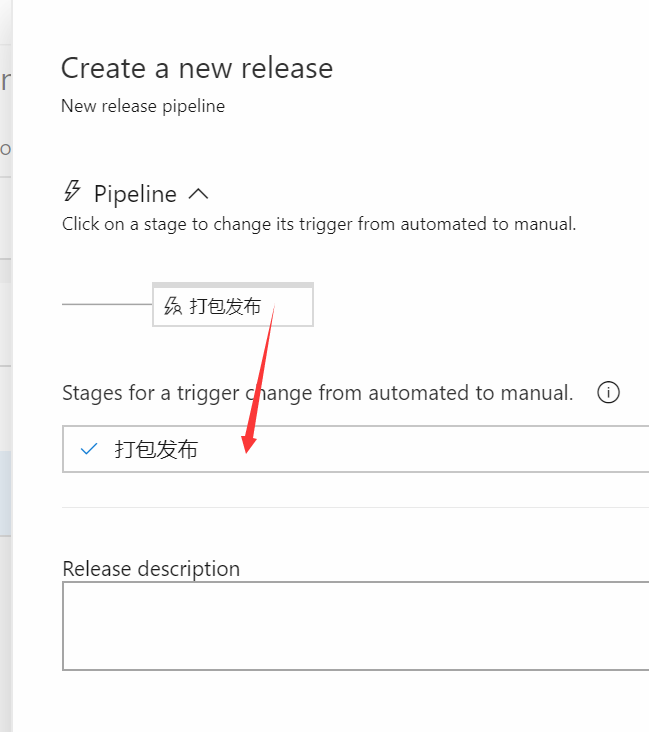 Create a new release
r
New release pipeline
o
Pipeline
Click on a stage to change its trigger from automated to manual.
打包发布
Stages for a trigger change from automated to manual.
打包发布
Release description